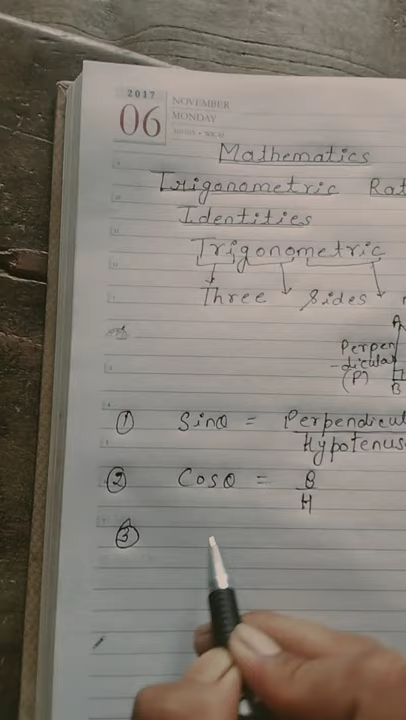 2017
06
NOVEMBER
MONDAY
Mathematics
Trigonometric Rat
Identities
Trigonometric
Three Sides
A
Perpen
-dicular
(P)
B
① Sinθ = Perpendicul
Hypotenus
② Cosθ = B
H
③